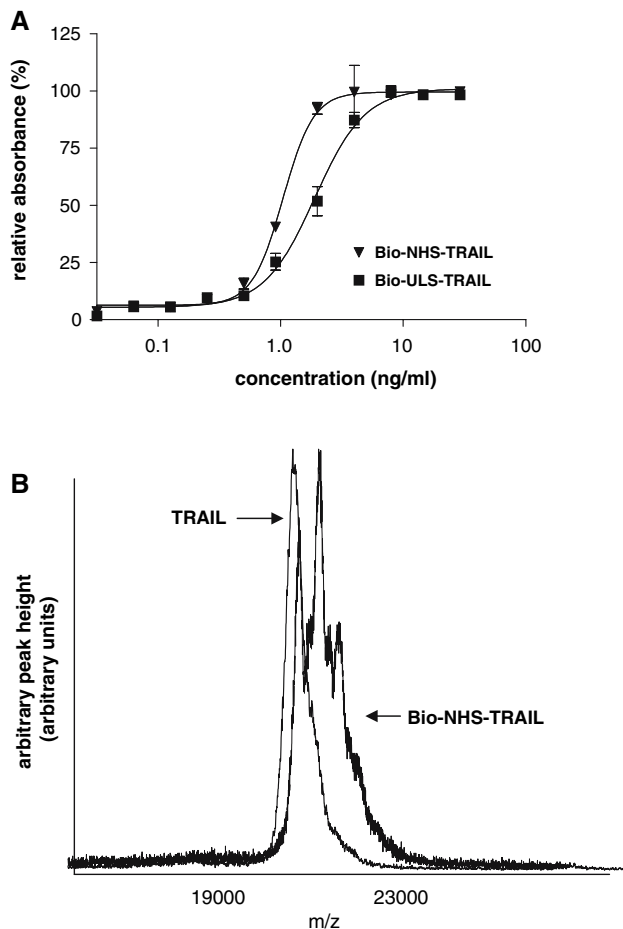 A
125
100
75
50
25
0
relative absorbance (%)
Bio-NHS-TRAIL
Bio-ULS-TRAIL
0.1
1.0
10
100
concentration (ng/ml)
B
TRAIL
Bio-NHS-TRAIL
arbitrary peak height
(arbitrary units)
19000
23000
m/z